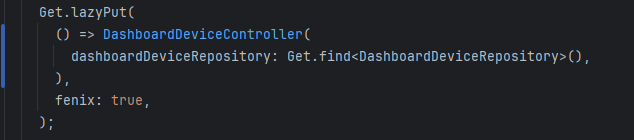 Get.lazyPut(
  () => DashboardDeviceController(
    dashboardDeviceRepository: Get.find<DashboardDeviceRepository>(),
  ),
  fenix: true,
);